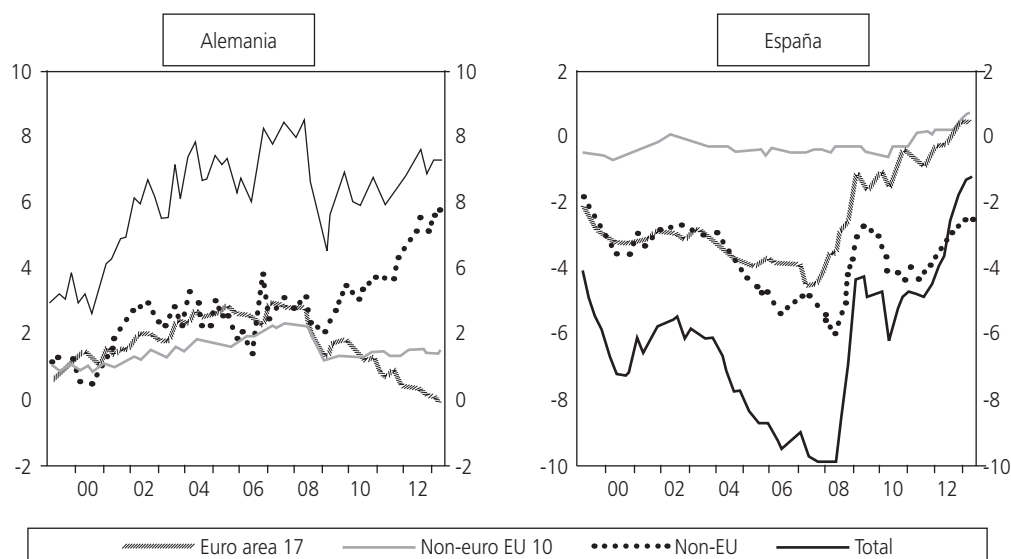 Alemania España
10 10 2 2
8 8 0 0
6 8 -2 -2
4 6 -4 -4
2 2 -6 -6
0 0 -8 -8
-2 -2 -10 -10
00 02 04 06 08 10 12 00 02 04 06 08 10 12
Euro area 17 Non-euro EU 10 Non-EU Total